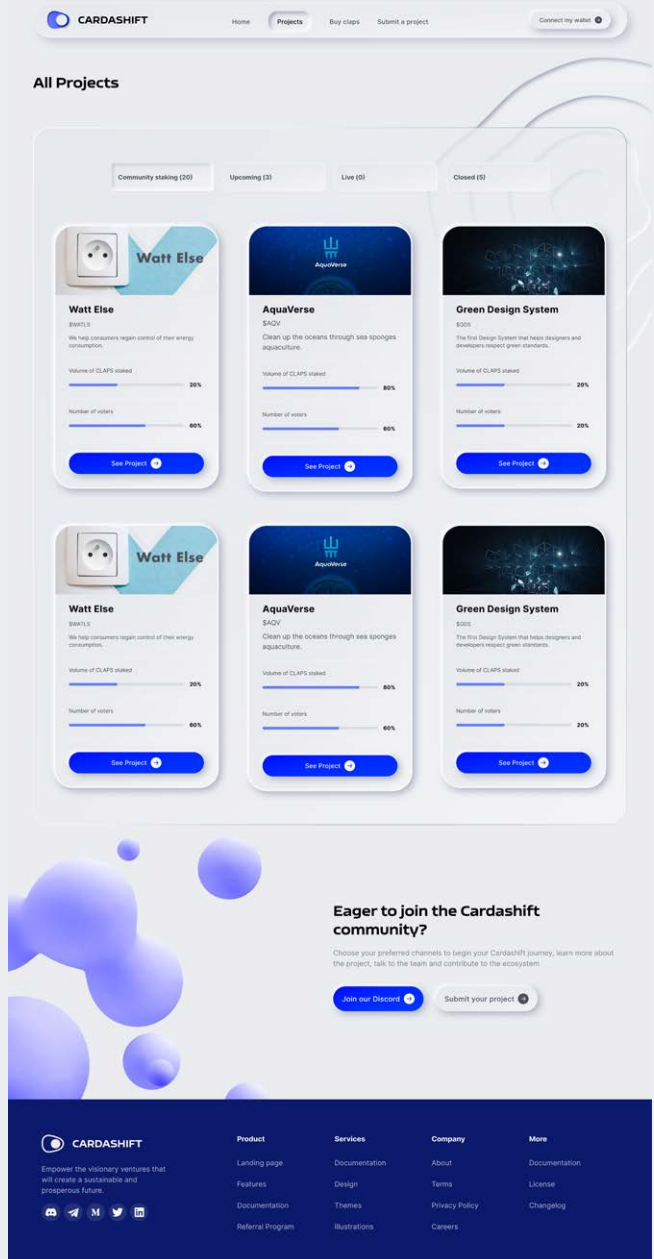 CARDASHIFT
Home
Projects
Buy claps
Submit a project
Connect my wallet
All Projects
Community staking (20)
Upcoming (3)
Live (0)
Closed (5)
Watt Else
Watt Else
$WATLS
We help consumers regain control of their energy
consumption.
Volume of CLAPS staked
20%
Number of voters
60%
See Project
AquaVerse
AquaVerse
$AQV
Clean up the oceans through sea sponges
aquaculture.
Volume of CLAPS staked
80%
Number of voters
60%
See Project
Green Design System
$GDS
The first Design System that helps designers and
developers respect green standards.
Volume of CLAPS staked
20%
Number of voters
20%
See Project
Watt Else
Watt Else
$WATLS
We help consumers regain control of their energy
consumption.
Volume of CLAPS staked
20%
Number of voters
60%
See Project
AquaVerse
AquaVerse
$AQV
Clean up the oceans through sea sponges
aquaculture.
Volume of CLAPS staked
80%
Number of voters
60%
See Project
Green Design System
$GDS
The first Design System that helps designers and
developers respect green standards.
Volume of CLAPS staked
20%
Number of voters
20%
See Project
Eager to join the Cardashift
community?
Choose your preferred channels to begin your Cardashift journey, learn more about
the project, talk to the team and contribute to the ecosystem
Join our Discord
Submit your project
CARDASHIFT
Empower the visionary ventures that
will create a sustainable and
prosperous future.
Product
Landing page
Features
Documentation
Referral Program
Services
Documentation
Design
Themes
Illustrations
Company
About
Terms
Privacy Policy
Careers
More
Documentation
License
Changelog